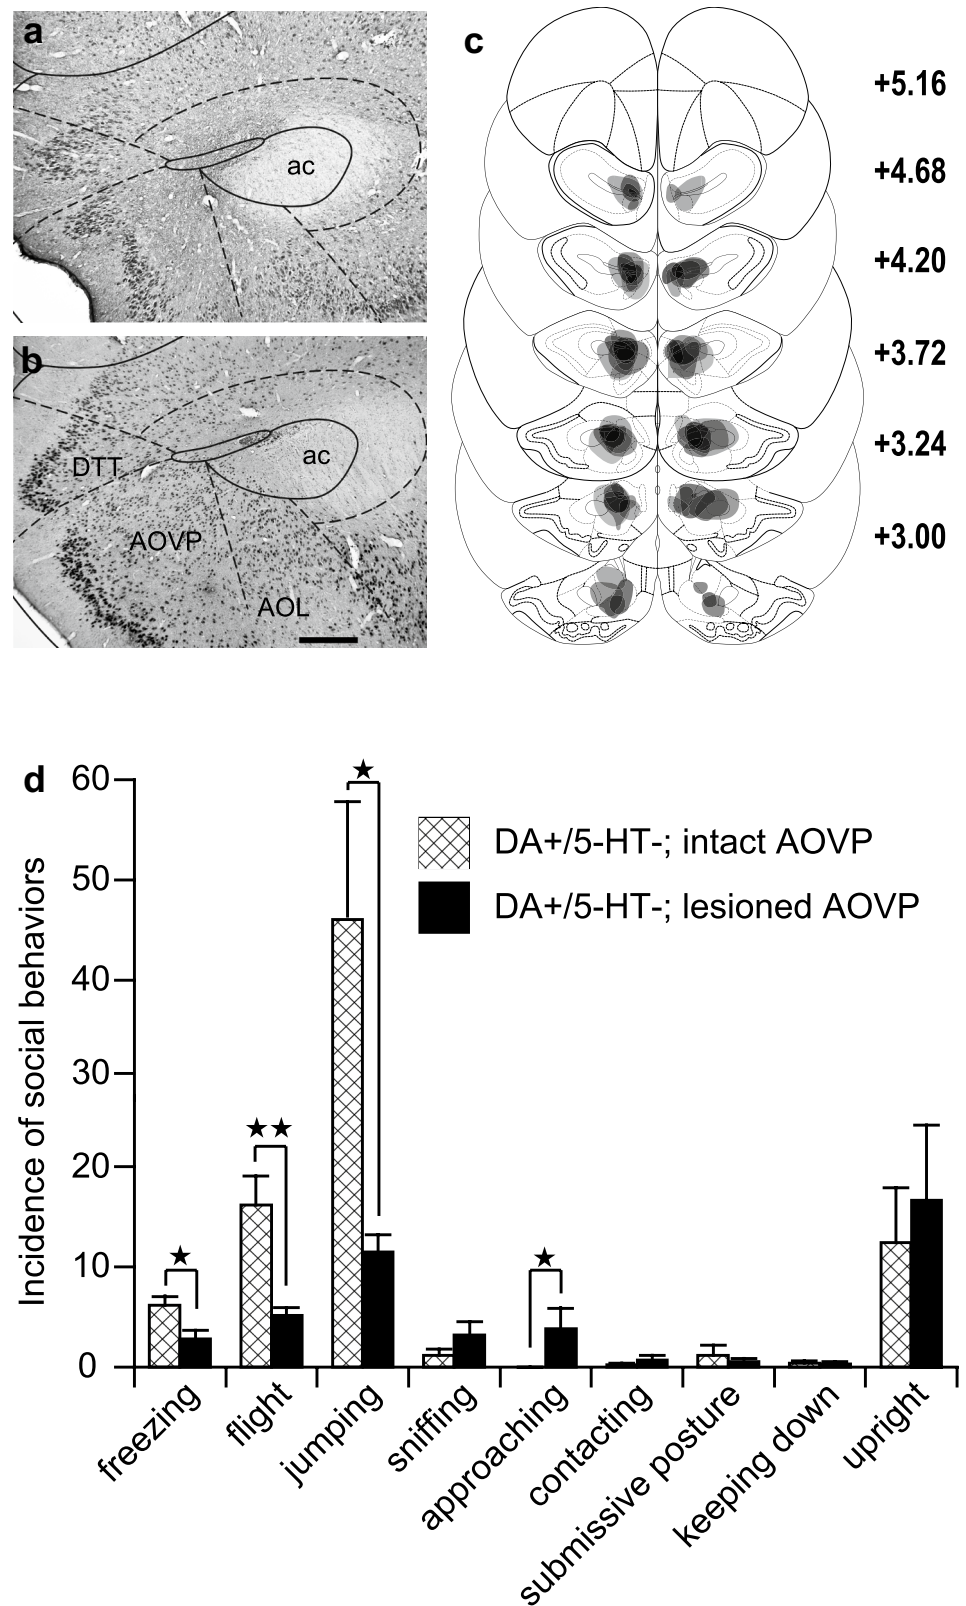 a
ac
b
DTT
ac
AOVP
AOL
c
+5.16
+4.68
+4.20
+3.72
+3.24
+3.00
d
Incidence of social behaviors
60
50
40
30
20
10
0
★
★★
★
★
DA+/5-HT-; intact AOVP
DA+/5-HT-; lesioned AOVP
freezing
flight
jumping
sniffing
approaching
contacting
submissive posture
keeping down
upright